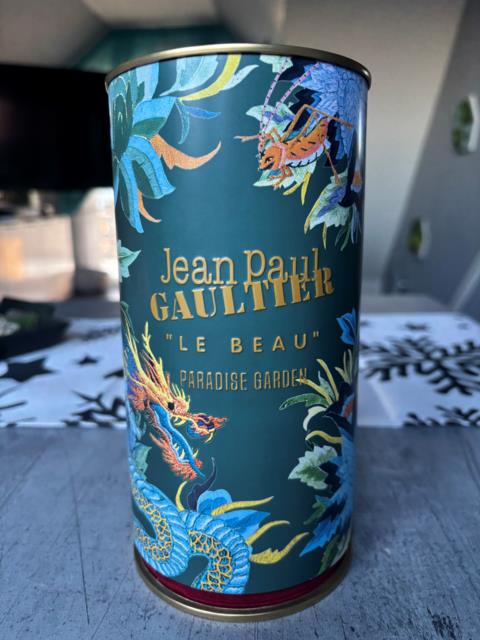 Jean Paul
GAULTIER
"LE BEAU"
PARADISE GARDEN